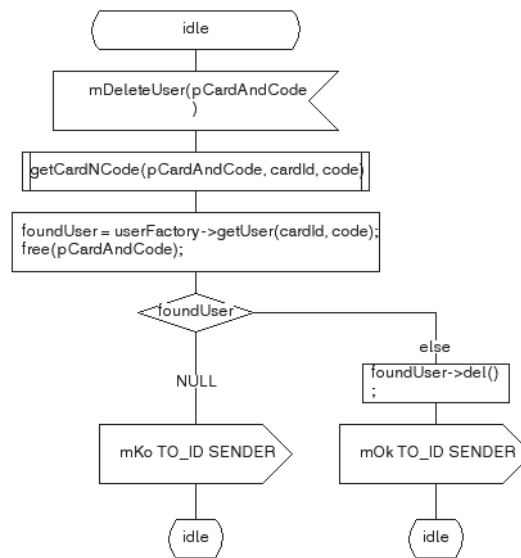 idle
mDeleteUser(pCardAndCode
)
getCardNCode(pCardAndCode, cardId, code)
foundUser = userFactory->getUser(cardId, code);
free(pCardAndCode);
foundUser
else
NULL
foundUser->del()
;
mKo TO_ID SENDER
mOk TO_ID SENDER
idle
idle